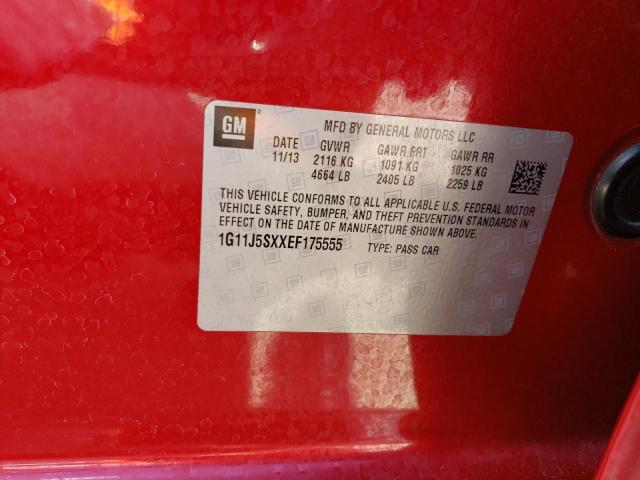 GM
MFD BY GENERAL MOTORS LLC
DATE GVWR GAWR FRT GAWR RR
11/13 2116 KG 1091 KG 1025 KG
4664 LB 2405 LB 2259 LB
THIS VEHICLE CONFORMS TO ALL APPLICABLE U.S. FEDERAL MOTOR
VEHICLE SAFETY, BUMPER, AND THEFT PREVENTION STANDARDS IN
EFFECT ON THE DATE OF MANUFACTURE SHOWN ABOVE.
1G11J5SXXEF175555 TYPE: PASS CAR